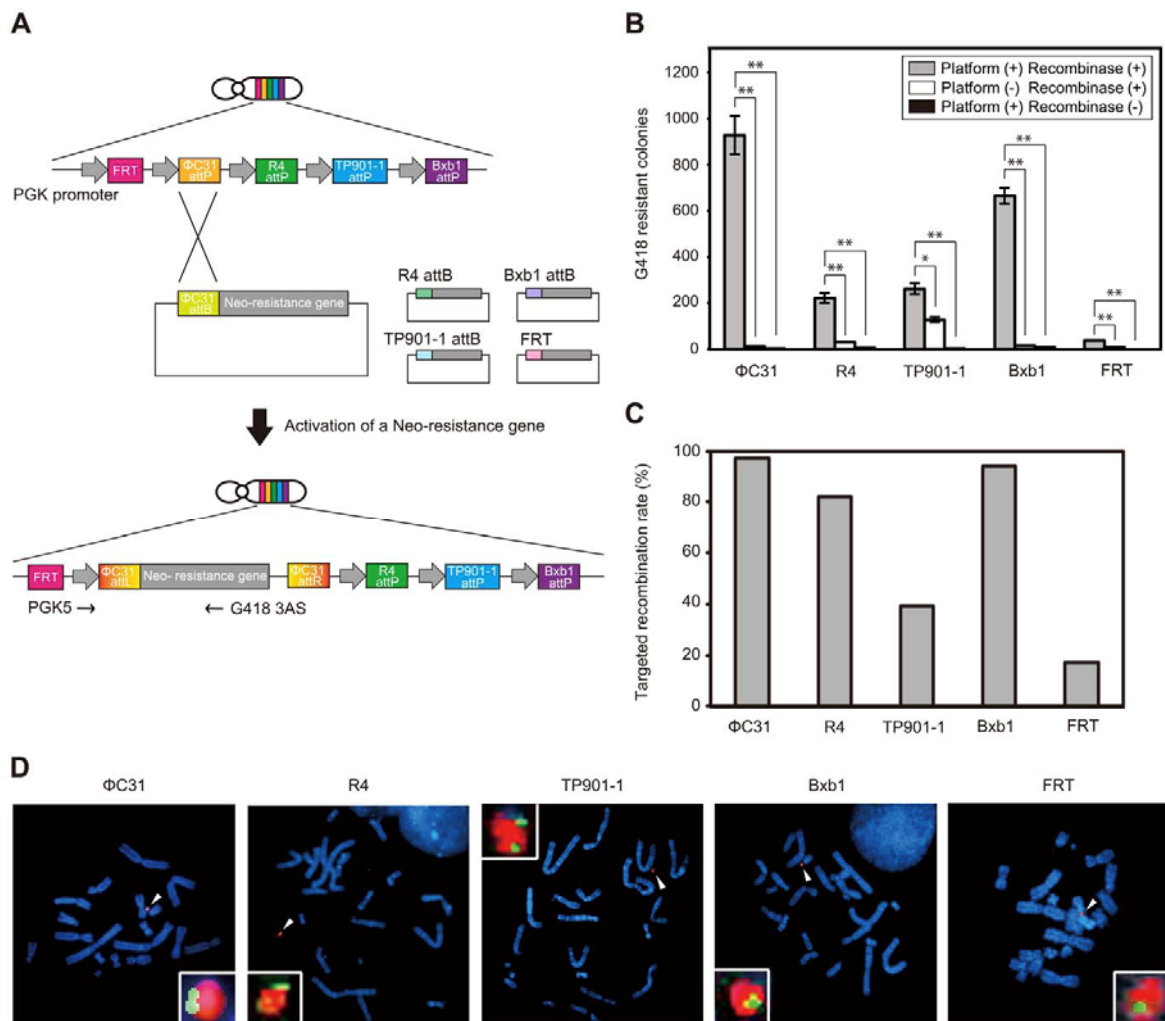 A
FRT
ΦC31 attP
R4 attP
TP901-1 attP
Bxb1 attP
PGK promoter
ΦC31 attB
Neo-resistance gene
R4 attB
Bxb1 attB
TP901-1 attB
FRT
Activation of a Neo-resistance gene
FRT
ΦC31 attL
Neo- resistance gene
ΦC31 attR
R4 attP
TP901-1 attP
Bxb1 attP
PGK5 →
← G418 3AS
B
G418 resistant colonies
1200
1000
800
600
400
200
0
Platform (+) Recombinase (+)
Platform (-) Recombinase (+)
Platform (+) Recombinase (-)
**
**
**
**
**
*
**
**
**
**
ΦC31
R4
TP901-1
Bxb1
FRT
C
Targeted recombination rate (%)
100
80
60
40
20
0
ΦC31
R4
TP901-1
Bxb1
FRT
D
ΦC31
R4
TP901-1
Bxb1
FRT